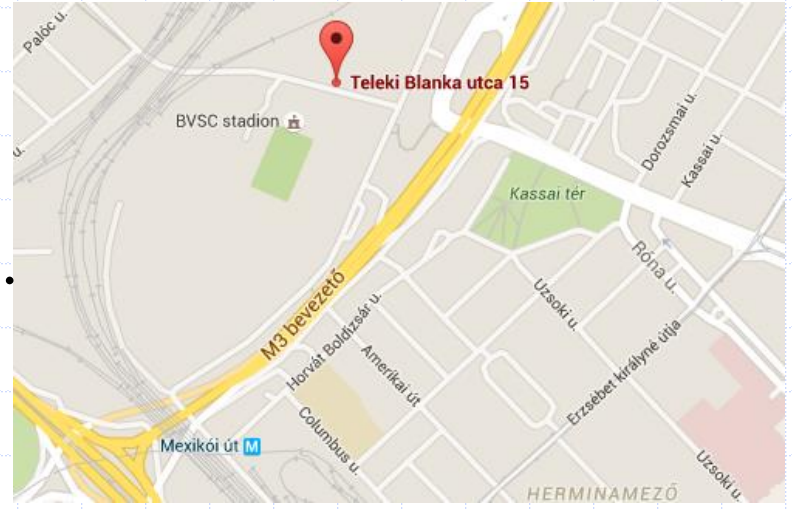 Palóc u.
Teleki Blanka utca 15
BVSC stadion
u.
Dorozsmai u.
Kassai u.
Kassai tér
Róna u.
Uzsoki u.
M3 bevezető
Horvát Boldizsár u.
Amerikai út
Erzsébet királyné útja
Columbus u.
Mexikói út M
Uzsoki u.
HERMINAMEZŐ